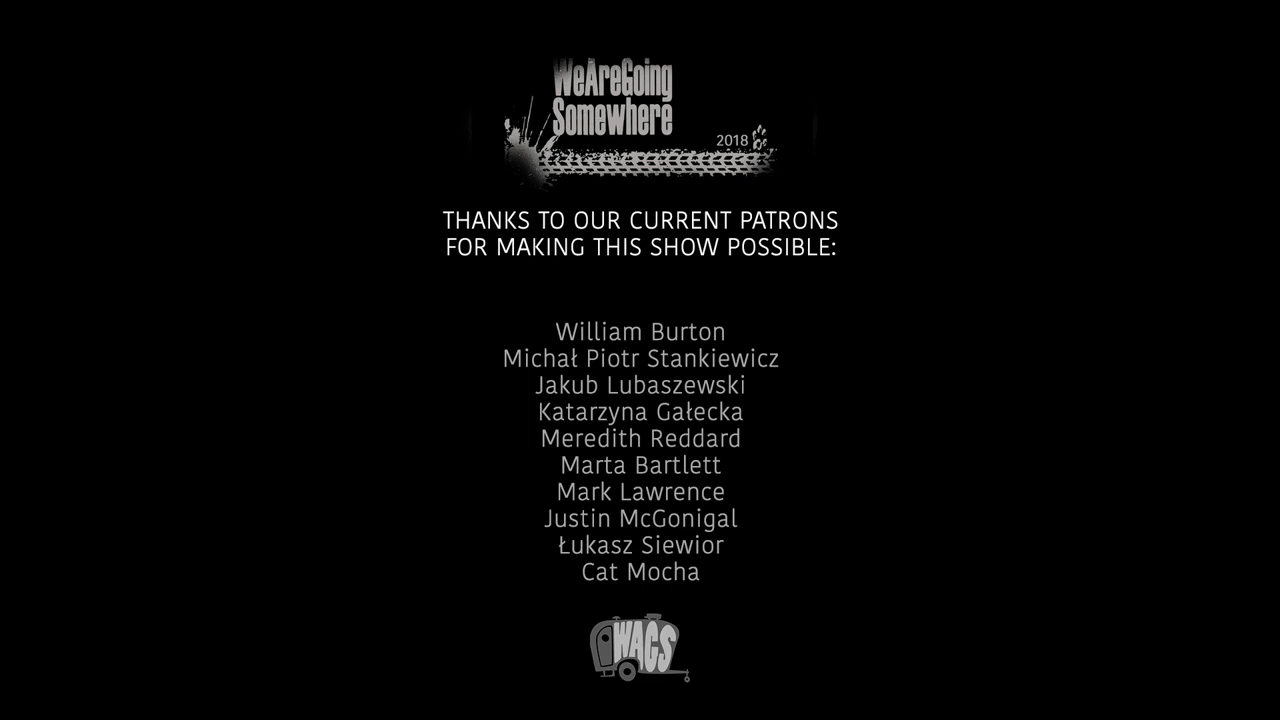 WeAreGoing
Somewhere
2018
THANKS TO OUR CURRENT PATRONS
FOR MAKING THIS SHOW POSSIBLE:
William Burton
Michał Piotr Stankiewicz
Jakub Lubaszewski
Katarzyna Gałecka
Meredith Reddard
Marta Bartlett
Mark Lawrence
Justin McGonigal
Łukasz Siewior
Cat Mocha
WAGS